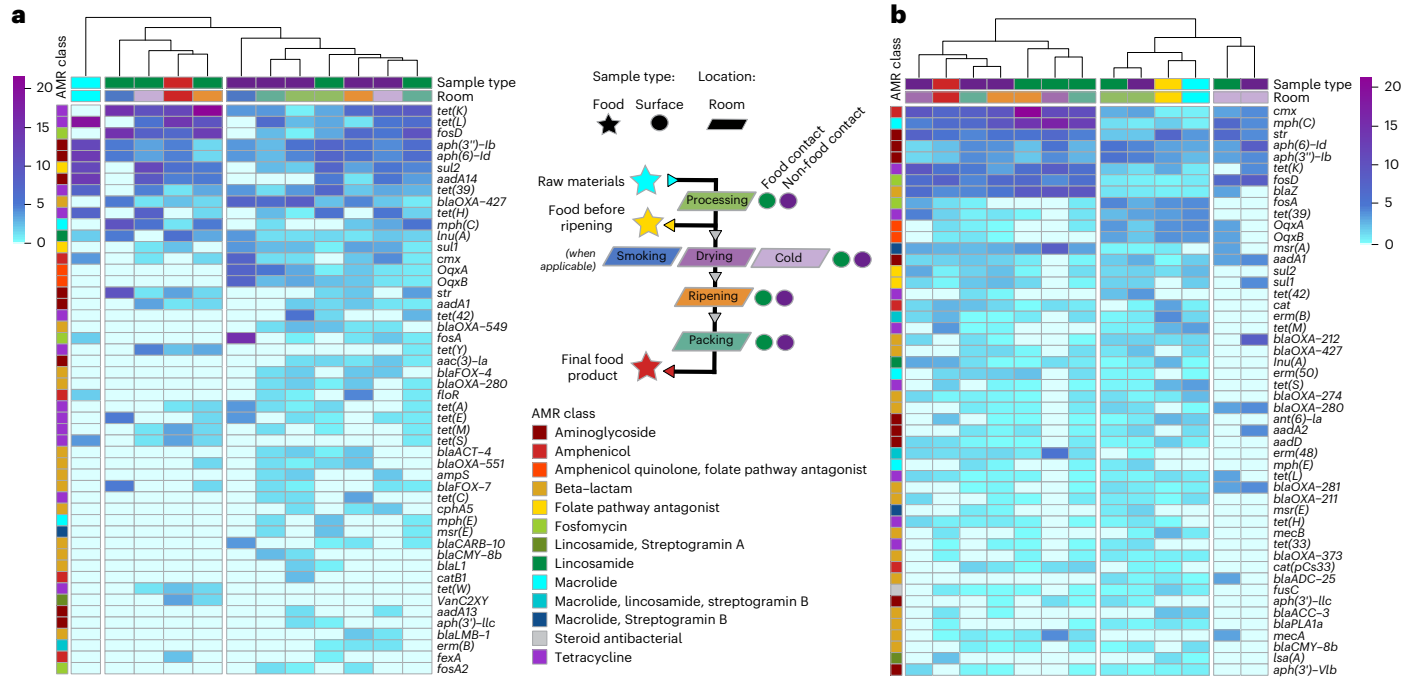 a
AMR class
Sample type
Room
20
15
10
5
0
tet(K)
tet(L)
fosD
aph(3'')-Ib
aph(6)-Id
sul2
aadA14
tet(39)
blaOXA-427
tet(H)
mph(C)
lnu(A)
sul1
cmx
OqxA
OqxB
str
aadA1
tet(42)
blaOXA-549
fosA
tet(Y)
aac(3)-Ia
blaFOX-4
blaOXA-280
floR
tet(A)
tet(E)
tet(M)
tet(S)
blaACT-4
blaOXA-551
ampS
blaFOX-7
tet(C)
cphA5
mph(E)
msr(E)
blaCARB-10
blaCMY-8b
blaL1
catB1
tet(W)
VanC2XY
aadA13
aph(3')-llc
blaLMB-1
erm(B)
fexA
fosA2
Sample type: Location:
Food Surface Room
Food contact
Non-food contact
Raw materials
Processing
Food before
ripening
(when
applicable)
Smoking Drying Cold
Ripening
Packing
Final food
product
AMR class
Aminoglycoside
Amphenicol
Amphenicol quinolone, folate pathway antagonist
Beta-lactam
Folate pathway antagonist
Fosfomycin
Lincosamide, Streptogramin A
Lincosamide
Macrolide
Macrolide, lincosamide, streptogramin B
Macrolide, Streptogramin B
Steroid antibacterial
Tetracycline
b
AMR class
Sample type
Room
20
15
10
5
0
cmx
mph(C)
str
aph(6)-Id
aph(3'')-Ib
tet(K)
fosD
blaZ
fosA
tet(39)
OqxA
OqxB
msr(A)
aadA1
sul2
sul1
tet(42)
cat
erm(B)
tet(M)
blaOXA-212
blaOXA-427
lnu(A)
erm(50)
tet(S)
blaOXA-274
blaOXA-280
ant(6)-Ia
aadA2
aadD
erm(48)
mph(E)
tet(L)
blaOXA-281
blaOXA-211
msr(E)
tet(H)
mecB
tet(33)
blaOXA-373
cat(pCs33)
blaADC-25
fusC
aph(3')-llc
blaACC-3
blaPLA1a
mecA
blaCMY-8b
lsa(A)
aph(3')-Vlb